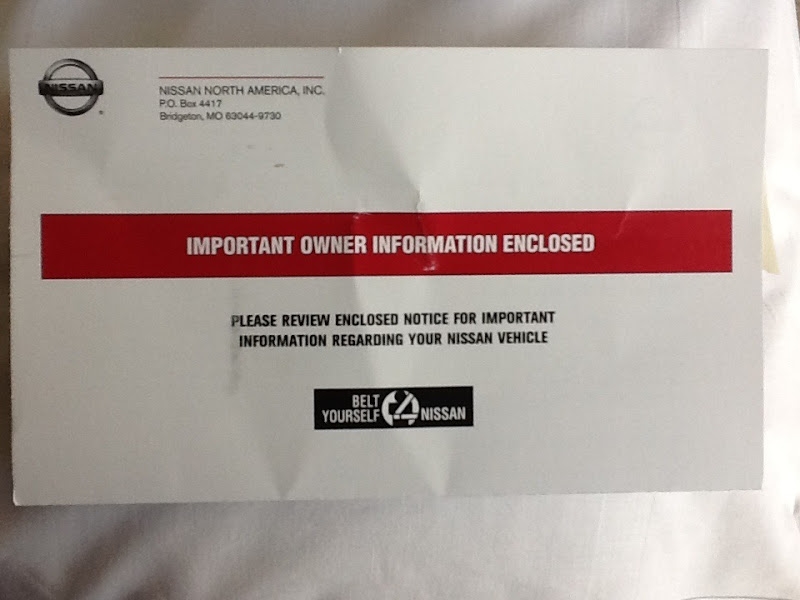 NISSAN
NISSAN NORTH AMERICA, INC.
P.O. Box 4417
Bridgeton, MO 63044-9730
IMPORTANT OWNER INFORMATION ENCLOSED
PLEASE REVIEW ENCLOSED NOTICE FOR IMPORTANT
INFORMATION REGARDING YOUR NISSAN VEHICLE
BELT
YOURSELF 4 NISSAN